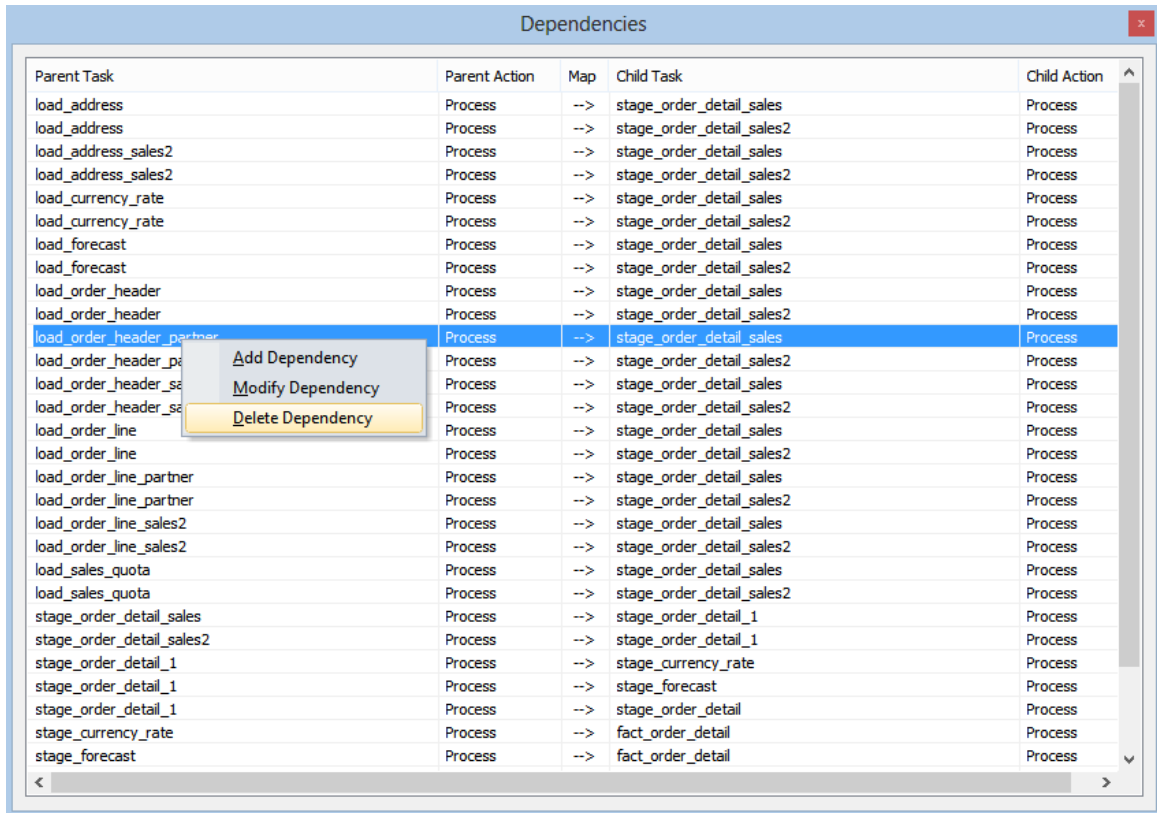 Dependencies
x
Parent Task Parent Action Map Child Task Child Action
load_address Process --> stage_order_detail_sales Process
load_address Process --> stage_order_detail_sales2 Process
load_address_sales2 Process --> stage_order_detail_sales Process
load_address_sales2 Process --> stage_order_detail_sales2 Process
load_currency_rate Process --> stage_order_detail_sales Process
load_currency_rate Process --> stage_order_detail_sales2 Process
load_forecast Process --> stage_order_detail_sales Process
load_forecast Process --> stage_order_detail_sales2 Process
load_order_header Process --> stage_order_detail_sales Process
load_order_header Process --> stage_order_detail_sales2 Process
load_order_header_partner Process --> stage_order_detail_sales Process
load_order_header_pa Add Dependency Process --> stage_order_detail_sales2 Process
load_order_header_sa Modify Dependency Process --> stage_order_detail_sales Process
load_order_header_sa Delete Dependency Process --> stage_order_detail_sales2 Process
load_order_line Process --> stage_order_detail_sales Process
load_order_line Process --> stage_order_detail_sales2 Process
load_order_line_partner Process --> stage_order_detail_sales Process
load_order_line_partner Process --> stage_order_detail_sales2 Process
load_order_line_sales2 Process --> stage_order_detail_sales Process
load_order_line_sales2 Process --> stage_order_detail_sales2 Process
load_sales_quota Process --> stage_order_detail_sales Process
load_sales_quota Process --> stage_order_detail_sales2 Process
stage_order_detail_sales Process --> stage_order_detail_1 Process
stage_order_detail_sales2 Process --> stage_order_detail_1 Process
stage_order_detail_1 Process --> stage_currency_rate Process
stage_order_detail_1 Process --> stage_forecast Process
stage_order_detail_1 Process --> stage_order_detail Process
stage_currency_rate Process --> fact_order_detail Process
stage_forecast Process --> fact_order_detail Process